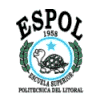 ESPOL
1958
ESCUELA SUPERIOR
POLITECNICA DEL LITORAL